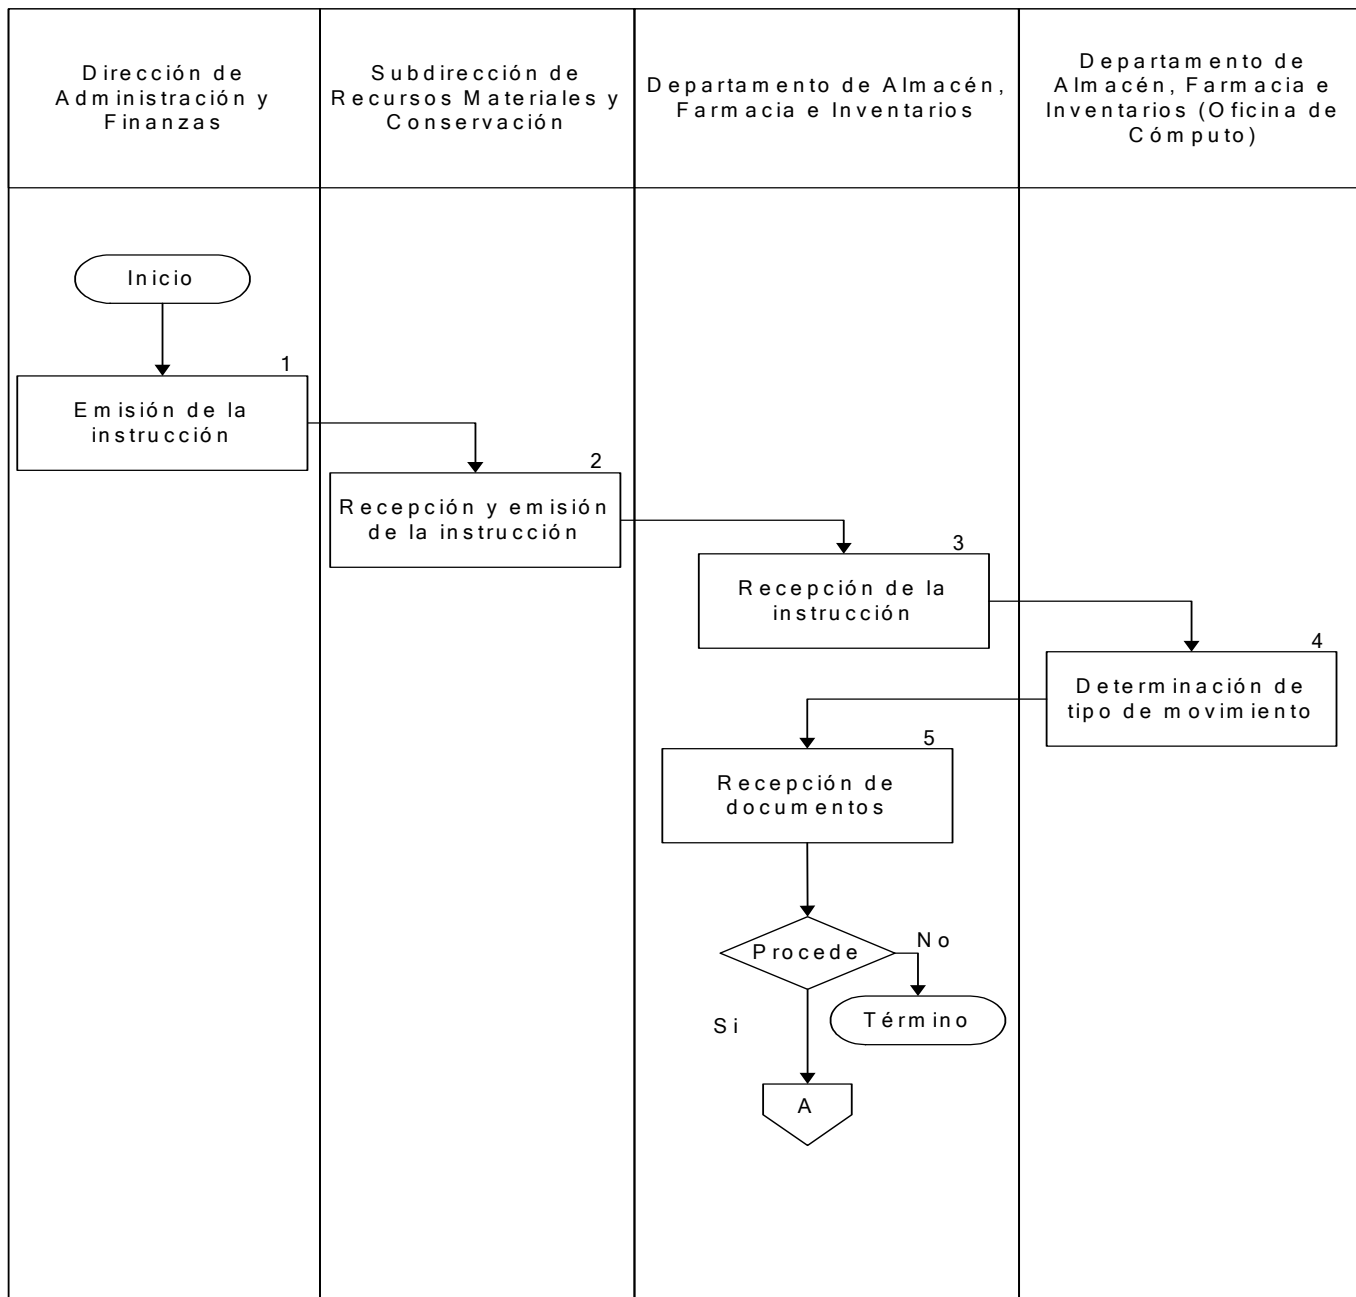 Dirección de
Administración y
Finanzas
Subdirección de
Recursos Materiales y
Conservación
Departamento de Almacén,
Farmacia e Inventarios
Departamento de
Almacén, Farmacia e
Inventarios (Oficina de
Cómputo)
Inicio
1
Emisión de la
instrucción
2
Recepción y emisión
de la instrucción
3
Recepción de la
instrucción
4
Determinación de
tipo de movimiento
5
Recepción de
documentos
Procede
No
Término
Si
A